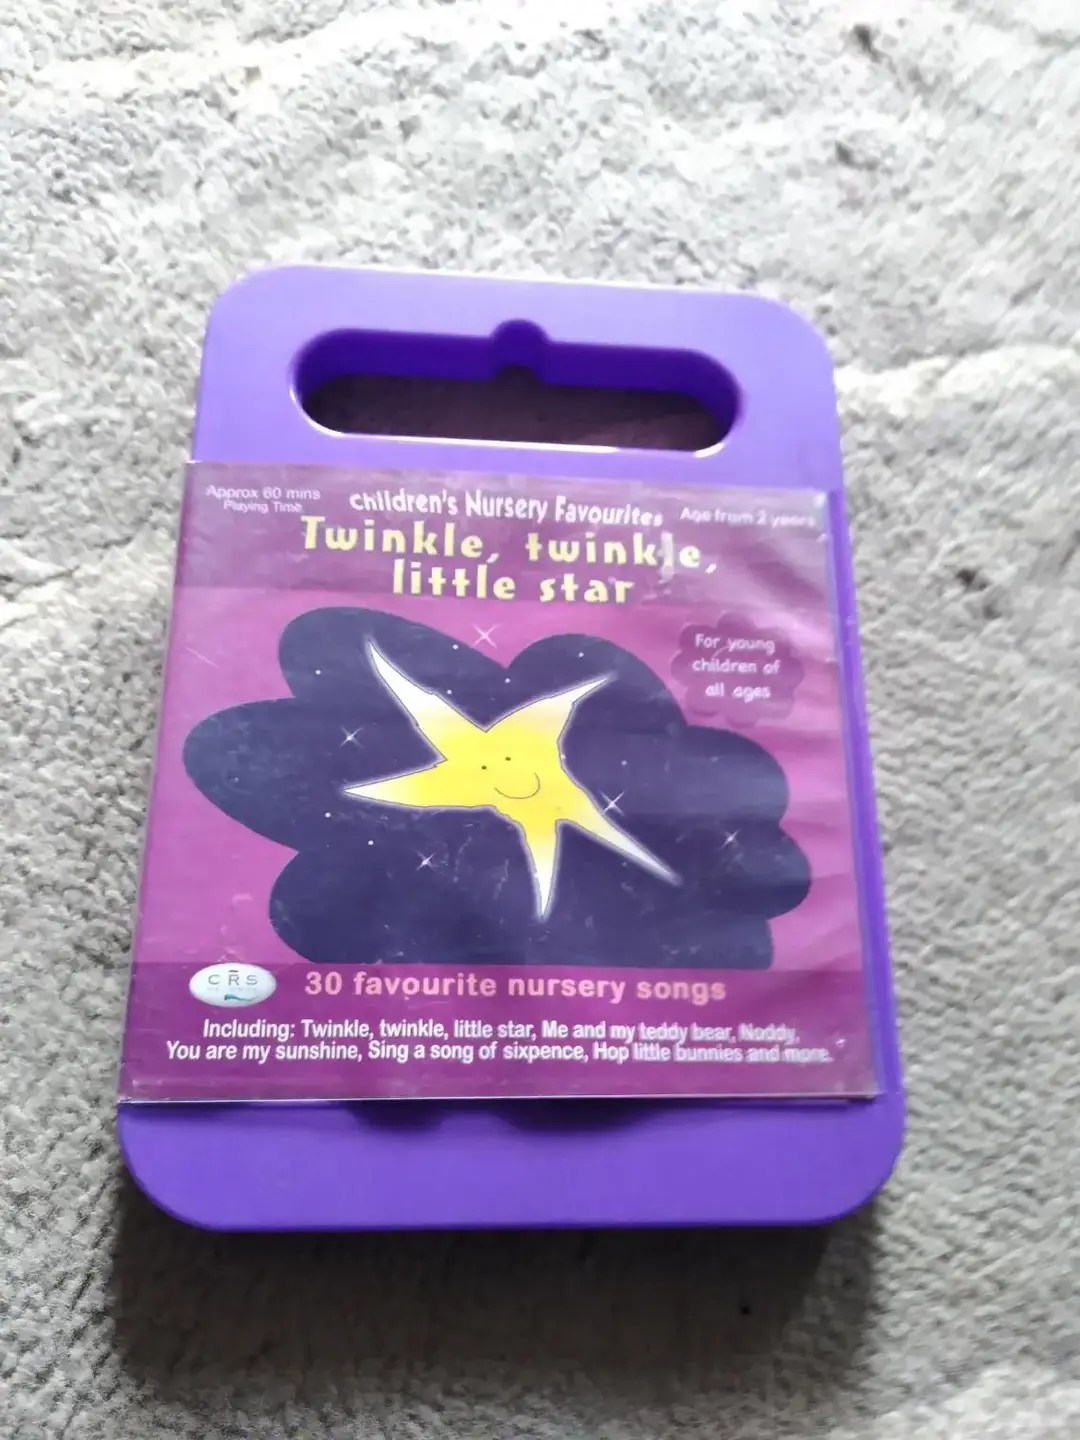 Approx 60 mins
Playing Time
Children's Nursery Favourites
Age from 2 years
Twinkle, twinkle,
little star
For young
children of
all ages
CRS
30 favourite nursery songs
Including: Twinkle, twinkle, little star, Me and my teddy bear, Noddy,
You are my sunshine, Sing a song of sixpence, Hop little bunnies and more.